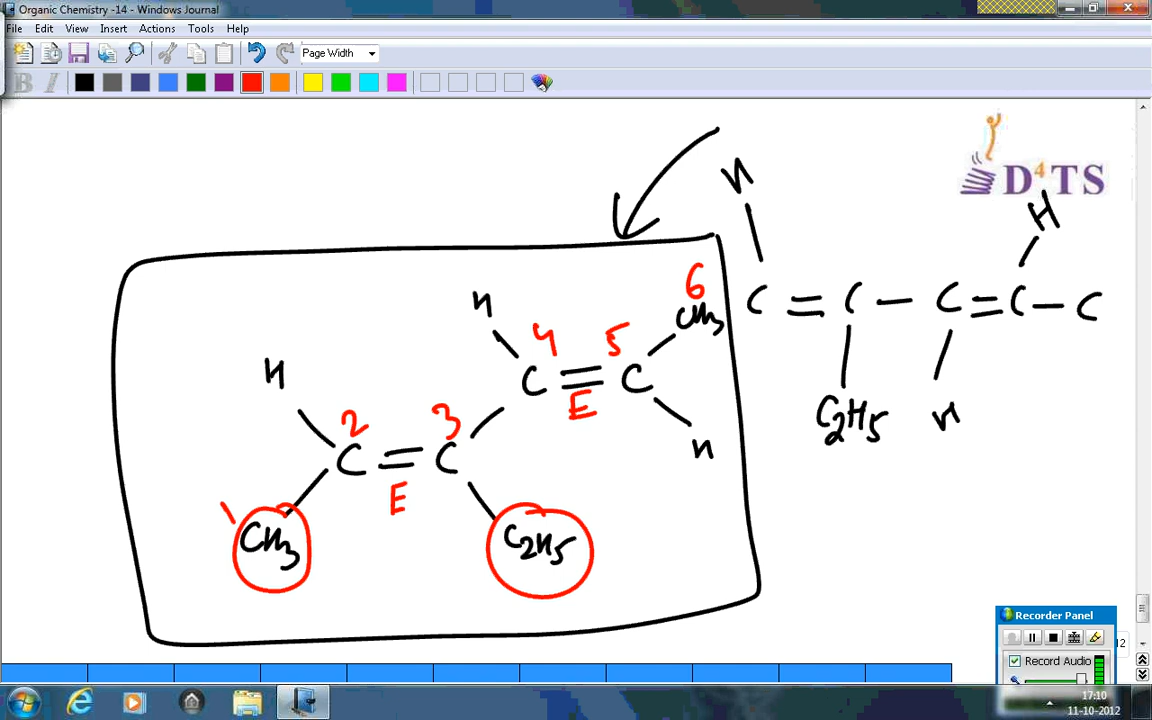 Organic Chemistry -14 - Windows Journal
File Edit View Insert Actions Tools Help
Page Width
B I
D4TS
H
H
6
H
4 5 CH3
C = C - C = C - C
C = C
H
E
C2H5 H
2 3
H
C = C
E
CH3
C2H5
Recorder Panel
12
Record Audio
17:10
11-10-2012